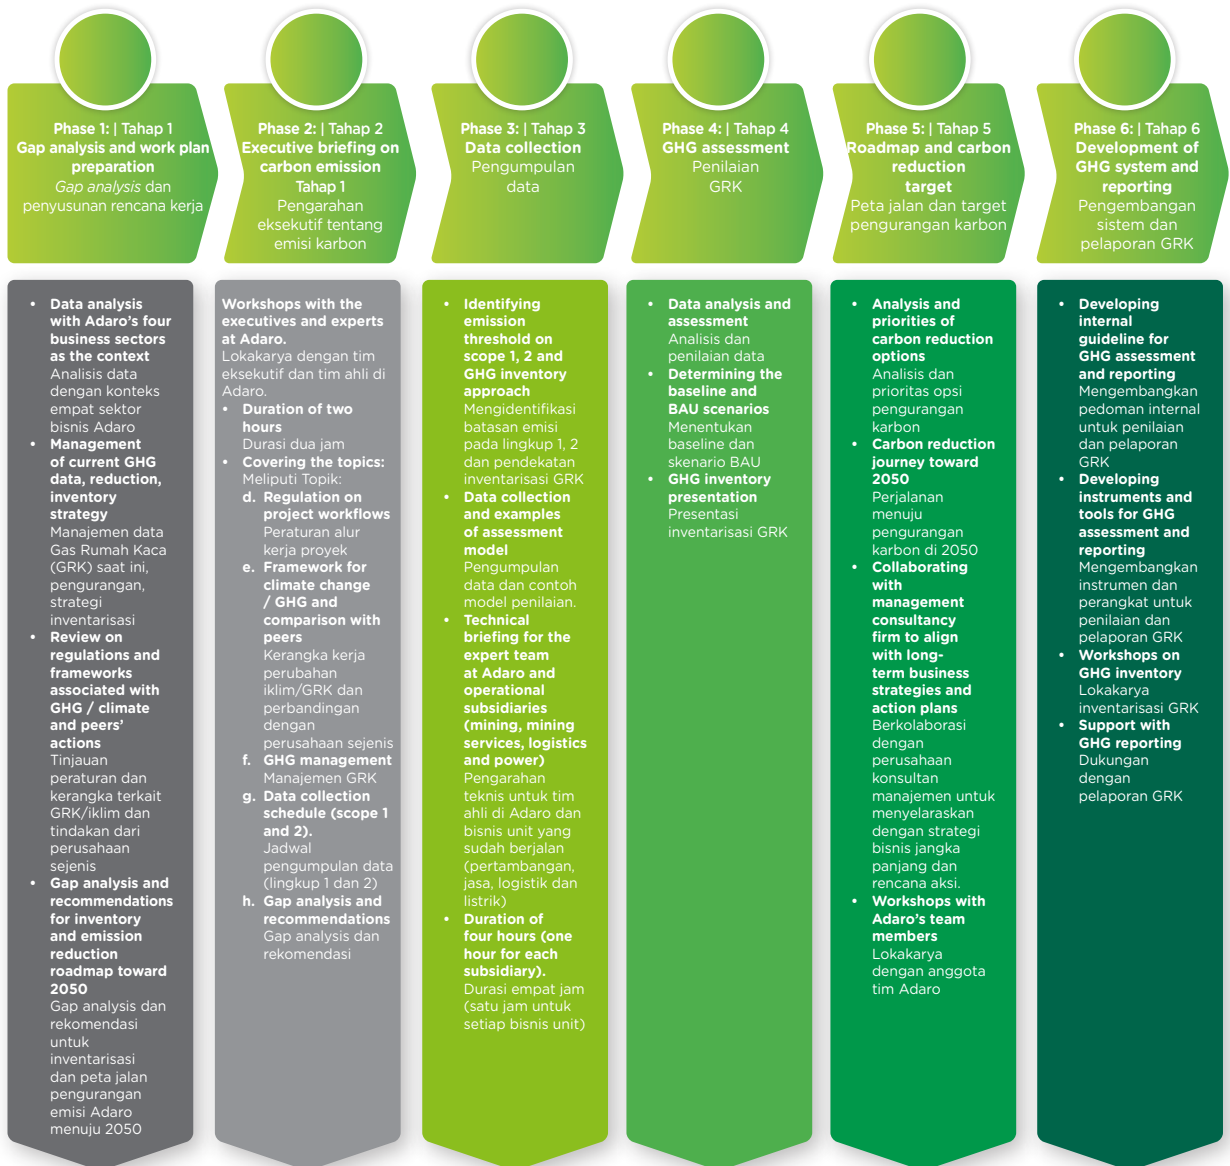 Phase 1: | Tahap 1
Gap analysis and work plan
preparation
Gap analysis dan
penyusunan rencana kerja
Phase 2: | Tahap 2
Executive briefing on
carbon emission
Tahap 1
Pengarahan
eksekutif tentang
emisi karbon
Phase 3: | Tahap 3
Data collection
Pengumpulan
data
Phase 4: | Tahap 4
GHG assessment
Penilaian
GRK
Phase 5: | Tahap 5
Roadmap and carbon
reduction
target
Peta jalan dan target
pengurangan karbon
Phase 6: | Tahap 6
Development of
GHG system and
reporting
Pengembangan
sistem dan
pelaporan GRK
• Data analysis
with Adaro's four
business sectors
as the context
Analisis data
dengan konteks
empat sektor
bisnis Adaro
• Management
of current GHG
data, reduction,
inventory
strategy
Manajemen data
Gas Rumah Kaca
(GRK) saat ini,
pengurangan,
strategi
inventarisasi
• Review on
regulations and
frameworks
associated with
GHG / climate
and peers'
actions
Tinjauan
peraturan dan
kerangka terkait
GRK/iklim dan
tindakan dari
perusahaan
sejenis
• Gap analysis and
recommendations
for inventory
and emission
reduction
roadmap toward
2050
Gap analysis dan
rekomendasi
untuk
inventarisasi
dan peta jalan
pengurangan
emisi Adaro
menuju 2050
Workshops with the
executives and experts
at Adaro.
Lokakarya dengan tim
eksekutif dan tim ahli di
Adaro.
• Duration of two
hours
Durasi dua jam
• Covering the topics:
Meliputi Topik:
d. Regulation on
project workflows
Peraturan alur
kerja proyek
e. Framework for
climate change
/ GHG and
comparison with
peers
Kerangka kerja
perubahan
iklim/GRK dan
perbandingan
dengan
perusahaan sejenis
f. GHG management
Manajemen GRK
g. Data collection
schedule (scope 1
and 2).
Jadwal
pengumpulan data
(lingkup 1 dan 2)
h. Gap analysis and
recommendations
Gap analysis dan
rekomendasi
• Identifying
emission
threshold on
scope 1, 2 and
GHG inventory
approach
Mengidentifikasi
batasan emisi
pada lingkup 1, 2
dan pendekatan
inventarisasi GRK
• Data collection
and examples
of assessment
model
Pengumpulan
data dan contoh
model penilaian.
• Technical
briefing for the
expert team
at Adaro and
operational
subsidiaries
(mining, mining
services, logistics
and power)
Pengarahan
teknis untuk tim
ahli di Adaro dan
bisnis unit yang
sudah berjalan
(pertambangan,
jasa, logistik dan
listrik)
• Duration of
four hours (one
hour for each
subsidiary).
Durasi empat jam
(satu jam untuk
setiap bisnis unit)
• Data analysis and
assessment
Analisis dan
penilaian data
• Determining the
baseline and
BAU scenarios
Menentukan
baseline dan
skenario BAU
• GHG inventory
presentation
Presentasi
inventarisasi GRK
• Analysis and
priorities of
carbon reduction
options
Analisis dan
prioritas opsi
pengurangan
karbon
• Carbon reduction
journey toward
2050
Perjalanan
menuju
pengurangan
karbon di 2050
• Collaborating
with
management
consultancy
firm to align
with long-
term business
strategies and
action plans
Berkolaborasi
dengan
perusahaan
konsultan
manajemen untuk
menyelaraskan
dengan strategi
bisnis jangka
panjang dan
rencana aksi.
• Workshops with
Adaro's team
members
Lokakarya
dengan anggota
tim Adaro
• Developing
internal
guideline for
GHG assessment
and reporting
Mengembangkan
pedoman internal
untuk penilaian
dan pelaporan
GRK
• Developing
instruments and
tools for GHG
assessment and
reporting
Mengembangkan
instrumen dan
perangkat untuk
penilaian dan
pelaporan GRK
• Workshops on
GHG inventory
Lokakarya
inventarisasi GRK
• Support with
GHG reporting
Dukungan
dengan
pelaporan GRK